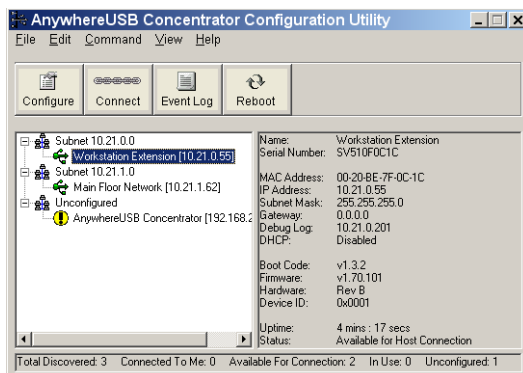 AnywhereUSB Concentrator Configuration Utility
File Edit Command View Help
Configure Connect Event Log Reboot
Subnet 10.21.0.0
Workstation Extension [10.21.0.55]
Subnet 10.21.1.0
Main Floor Network [10.21.1.62]
Unconfigured
AnywhereUSB Concentrator [192.168.2
Name: Workstation Extension
Serial Number: SV510F0C1C
MAC Address: 00-20-BE-7F-0C-1C
IP Address: 10.21.0.55
Subnet Mask: 255.255.255.0
Gateway: 0.0.0.0
Debug Log: 10.21.0.201
DHCP: Disabled
Boot Code: v1.3.2
Firmware: v1.70.101
Hardware: Rev B
Device ID: 0x0001
Uptime: 4 mins : 17 secs
Status: Available for Host Connection
Total Discovered: 3 Connected To Me: 0 Available For Connection: 2 In Use: 0 Unconfigured: 1